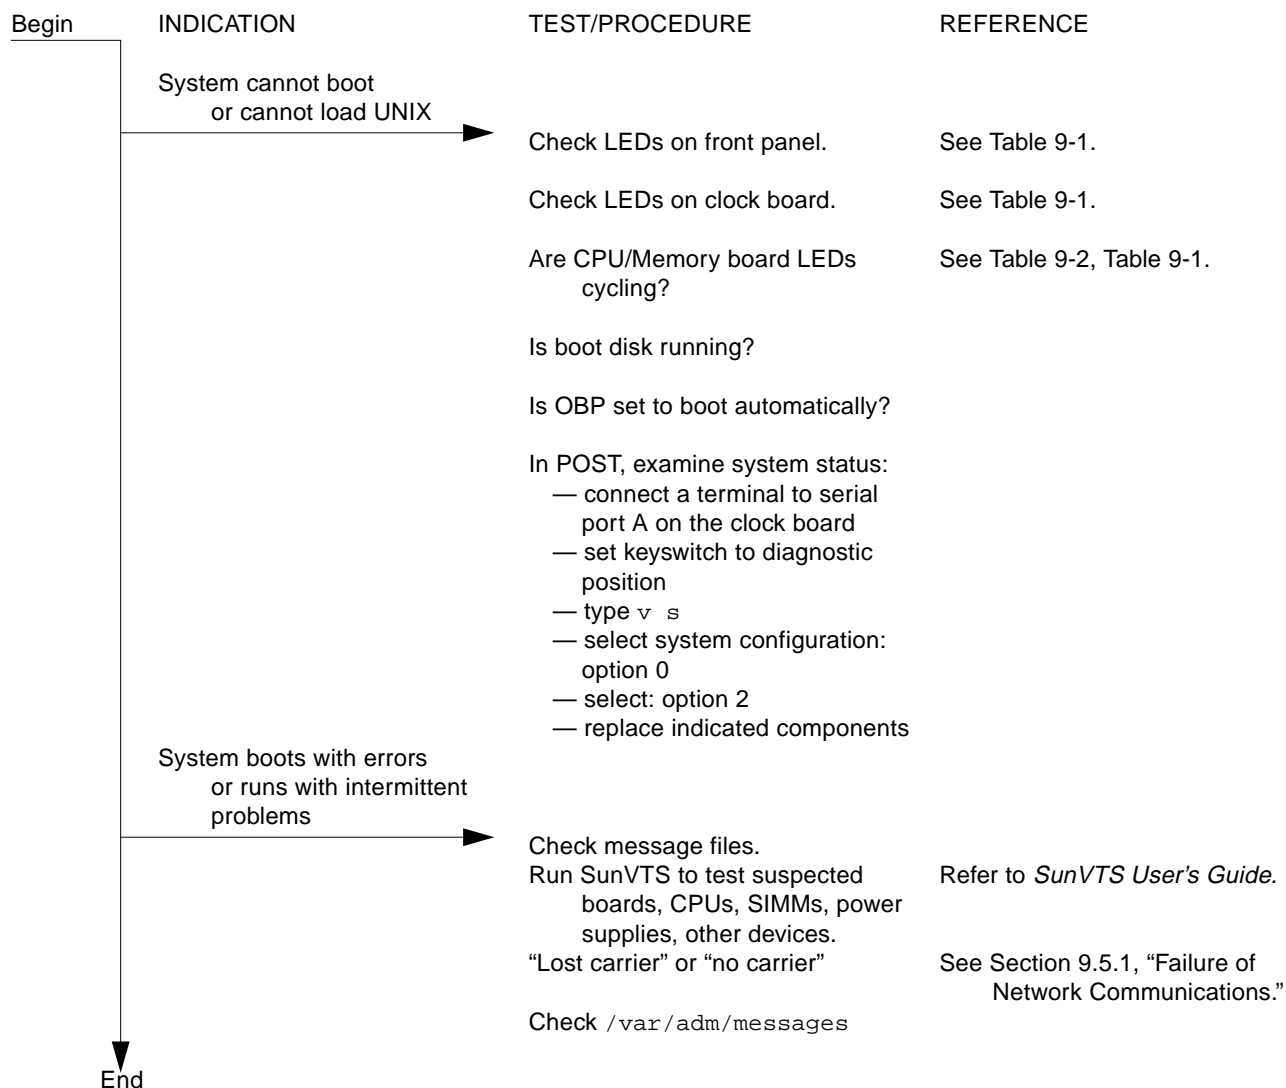 Begin INDICATION TEST/PROCEDURE REFERENCE
System cannot boot
or cannot load UNIX
Check LEDs on front panel. See Table 9-1.
Check LEDs on clock board. See Table 9-1.
Are CPU/Memory board LEDs See Table 9-2, Table 9-1.
cycling?
Is boot disk running?
Is OBP set to boot automatically?
In POST, examine system status:
— connect a terminal to serial
port A on the clock board
— set keyswitch to diagnostic
position
— type v s
— select system configuration:
option 0
— select: option 2
— replace indicated components
System boots with errors
or runs with intermittent
problems
Check message files.
Run SunVTS to test suspected Refer to SunVTS User's Guide.
boards, CPUs, SIMMs, power
supplies, other devices.
“Lost carrier” or “no carrier” See Section 9.5.1, “Failure of
Network Communications.”
Check /var/adm/messages
End